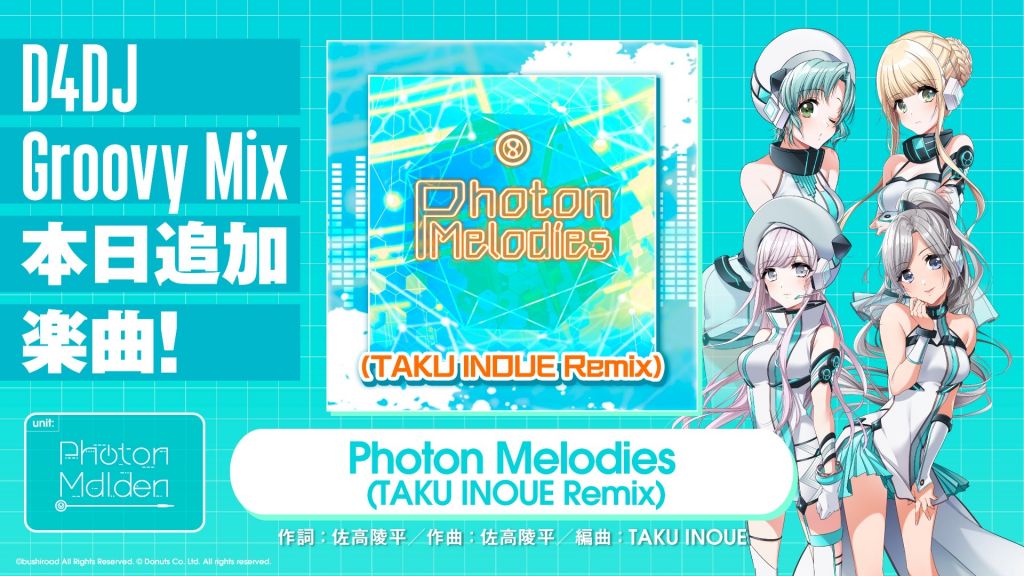 D4DJ
Groovy Mix
本日追加
楽曲!
Photon
Melodies
(TAKU INOUE Remix)
unit:
Photon
Maiden
Photon Melodies
(TAKU INOUE Remix)
作詞：佐高陵平／作曲：佐高陵平／編曲：TAKU INOUE
©bushiroad All Rights Reserved. © Donuts Co. Ltd. All rights reserved.